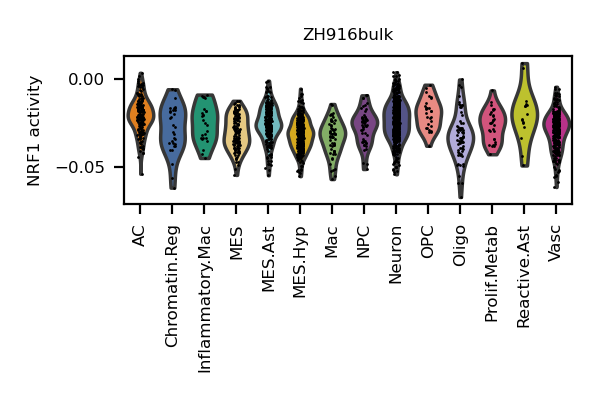 ZH916bulk
NRF1 activity
0.00
−0.05
AC
Chromatin.Reg
Inflammatory.Mac
MES
MES.Ast
MES.Hyp
Mac
NPC
Neuron
OPC
Oligo
Prolif.Metab
Reactive.Ast
Vasc